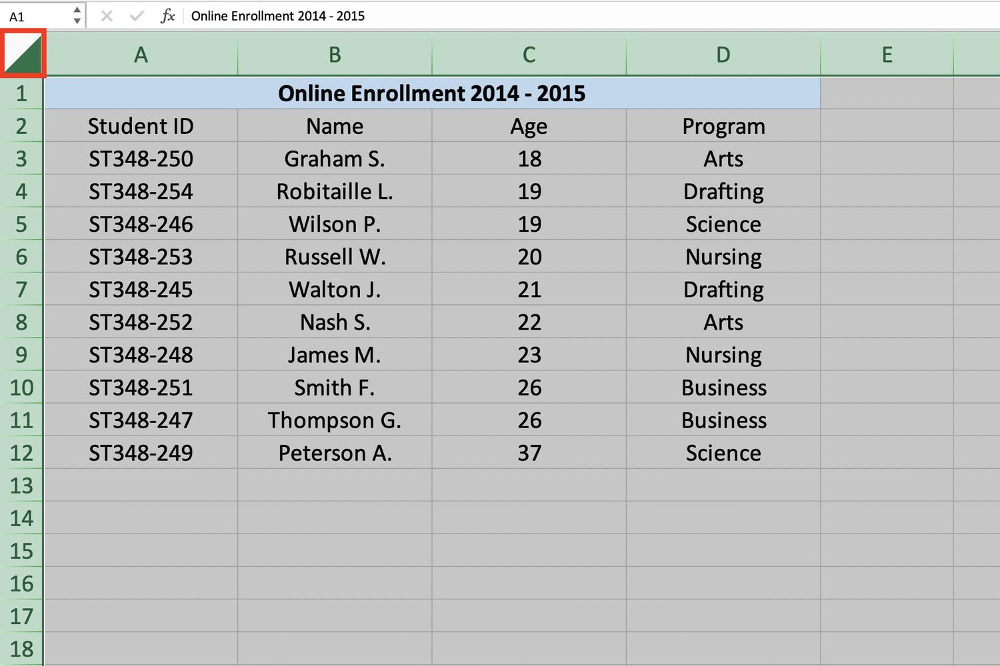 A1 fx Online Enrollment 2014 - 2015
A B C D E
1 Online Enrollment 2014 - 2015
2 Student ID Name Age Program
3 ST348-250 Graham S. 18 Arts
4 ST348-254 Robitaille L. 19 Drafting
5 ST348-246 Wilson P. 19 Science
6 ST348-253 Russell W. 20 Nursing
7 ST348-245 Walton J. 21 Drafting
8 ST348-252 Nash S. 22 Arts
9 ST348-248 James M. 23 Nursing
10 ST348-251 Smith F. 26 Business
11 ST348-247 Thompson G. 26 Business
12 ST348-249 Peterson A. 37 Science
13
14
15
16
17
18